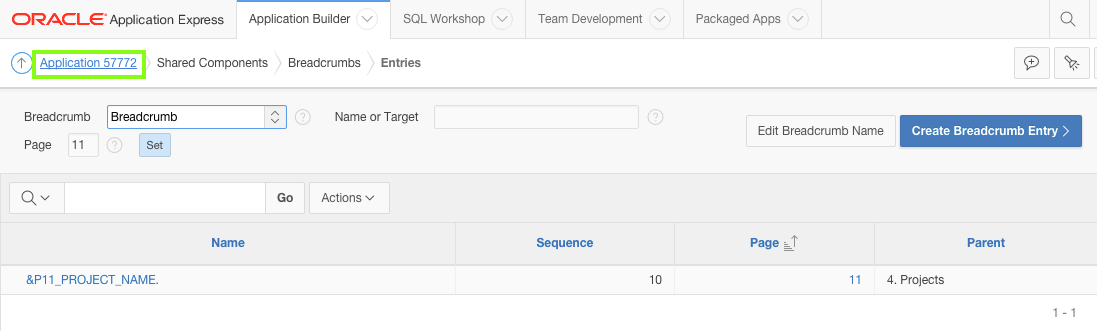 ORACLE Application Express Application Builder SQL Workshop Team Development Packaged Apps
Application 57772 Shared Components Breadcrumbs Entries
Breadcrumb Breadcrumb ? Name or Target ?
Edit Breadcrumb Name Create Breadcrumb Entry
Page 11 ? Set
Go Actions
Name Sequence Page Parent
&P11_PROJECT_NAME. 10 11 4. Projects
1 - 1